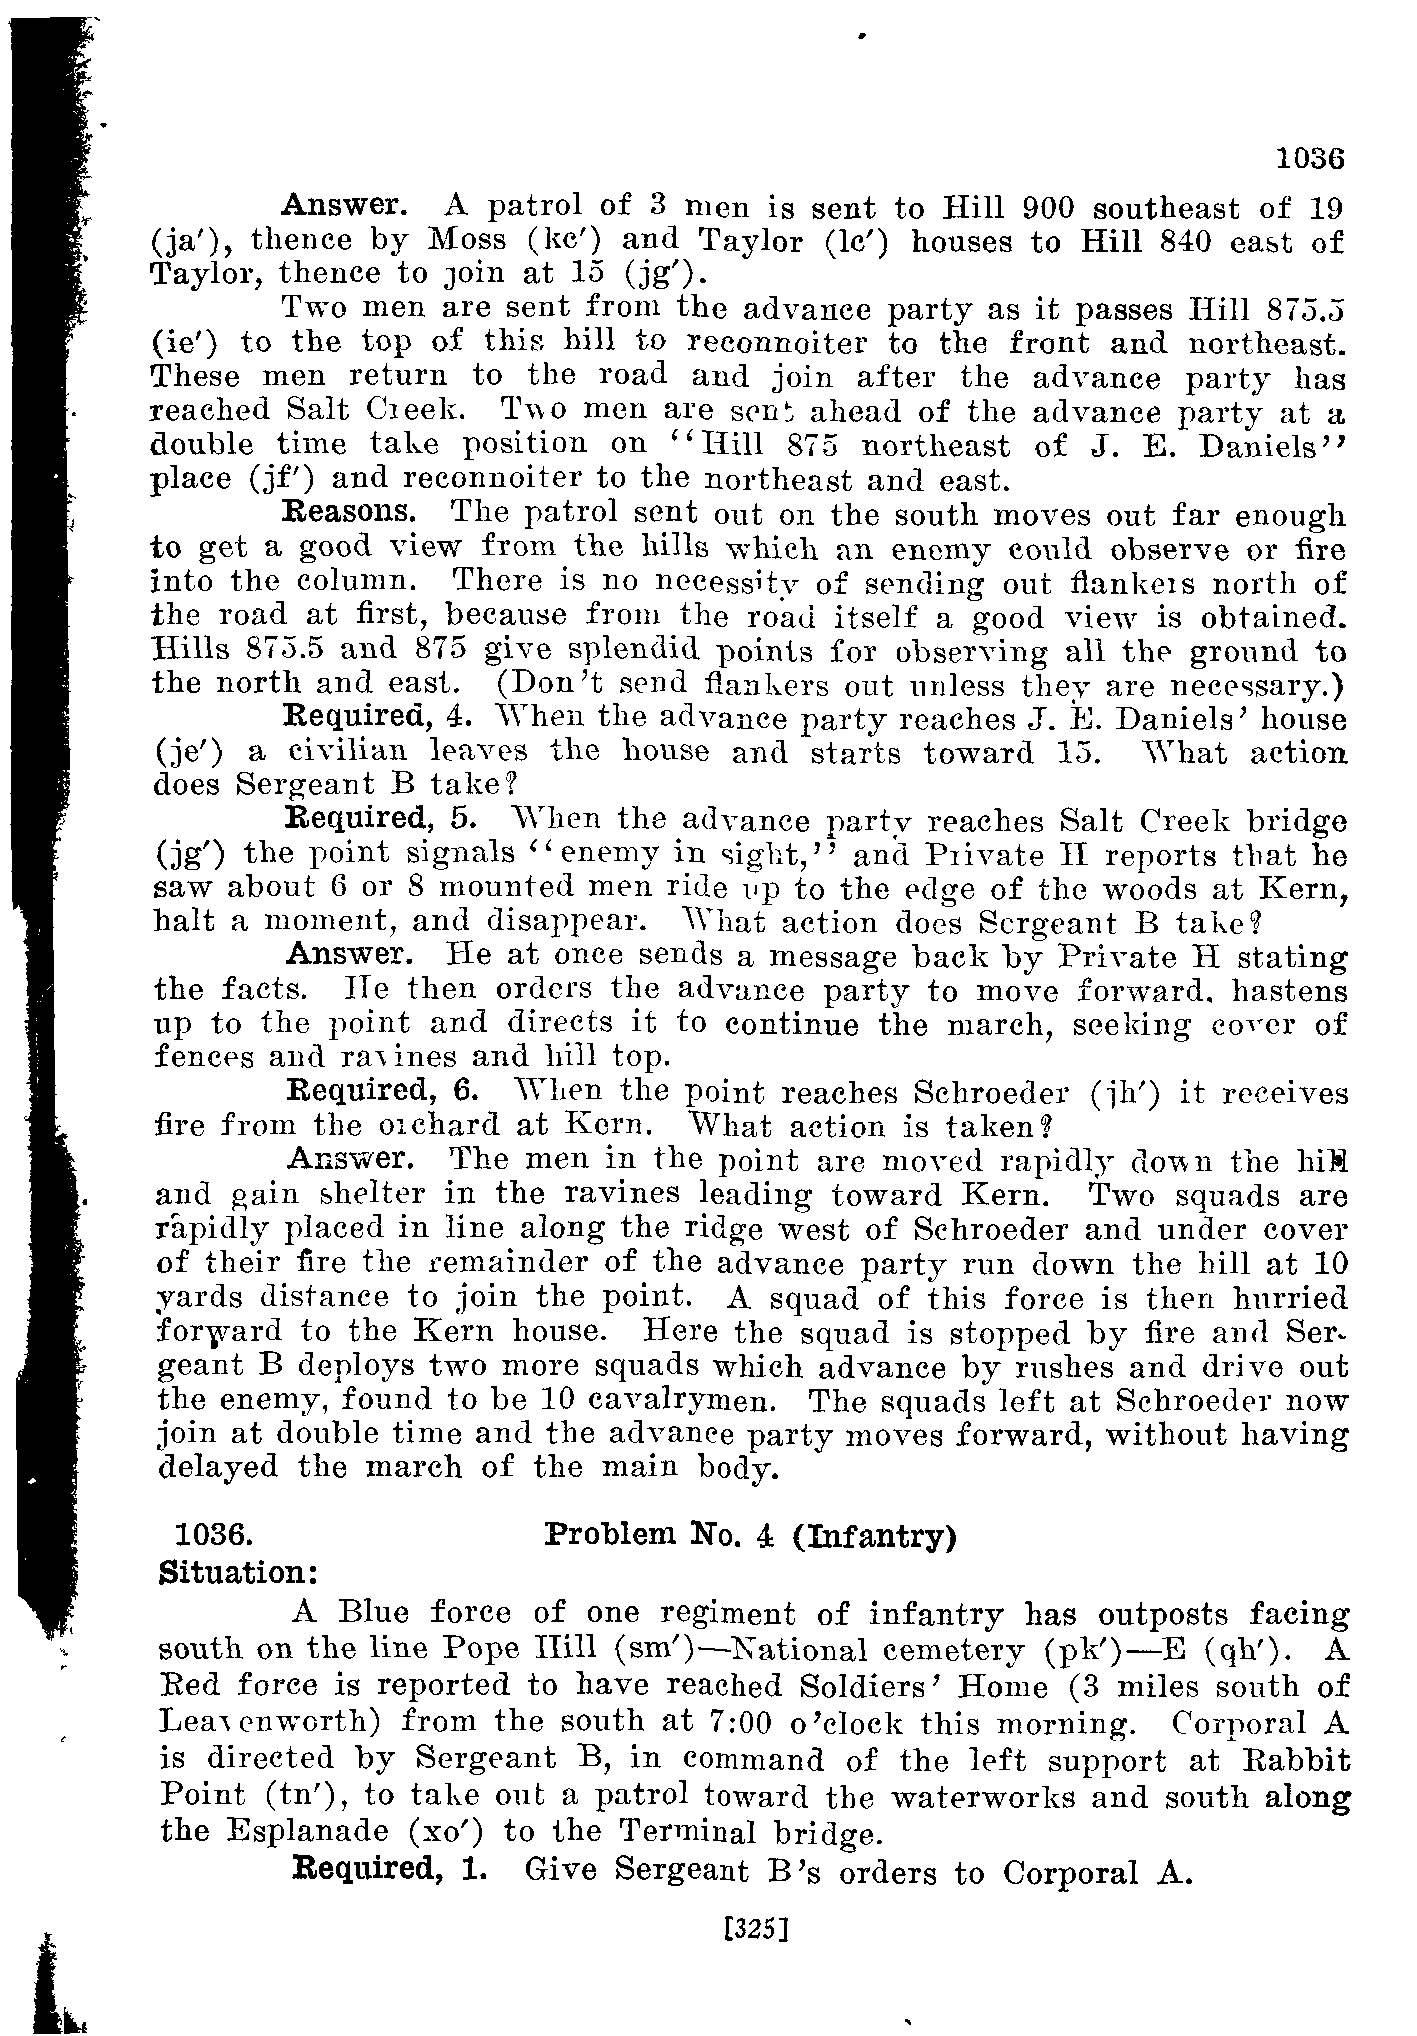 1036
Answer. A patrol of 3 men is sent to Hill 900 southeast of 19
(ja′), thence by Moss (kc′) and Taylor (lc′) houses to Hill 840 east of
Taylor, thence to join at 15 (jg′).
Two men are sent from the advance party as it passes Hill 875.5
(ie′) to the top of this hill to reconnoiter to the front and northeast.
These men return to the road and join after the advance party has
reached Salt Creek. Two men are sent ahead of the advance party at a
double time take position on “Hill 875 northeast of J. E. Daniels”
place (jf′) and reconnoiter to the northeast and east.
Reasons. The patrol sent out on the south moves out far enough
to get a good view from the hills which an enemy could observe or fire
into the column. There is no necessity of sending out flankers north of
the road at first, because from the road itself a good view is obtained.
Hills 875.5 and 875 give splendid points for observing all the ground to
the north and east. (Don’t send flankers out unless they are necessary.)
Required, 4. When the advance party reaches J. E. Daniels’ house
(je′) a civilian leaves the house and starts toward 15. What action
does Sergeant B take?
Required, 5. When the advance party reaches Salt Creek bridge
(jg′) the point signals “enemy in sight,” and Private H reports that he
saw about 6 or 8 mounted men ride up to the edge of the woods at Kern,
halt a moment, and disappear. What action does Sergeant B take?
Answer. He at once sends a message back by Private H stating
the facts. He then orders the advance party to move forward, hastens
up to the point and directs it to continue the march, seeking cover of
fences and ravines and hill top.
Required, 6. When the point reaches Schroeder (jh′) it receives
fire from the orchard at Kern. What action is taken?
Answer. The men in the point are moved rapidly down the hill
and gain shelter in the ravines leading toward Kern. Two squads are
rapidly placed in line along the ridge west of Schroeder and under cover
of their fire the remainder of the advance party run down the hill at 10
yards distance to join the point. A squad of this force is then hurried
forward to the Kern house. Here the squad is stopped by fire and Ser-
geant B deploys two more squads which advance by rushes and drive out
the enemy, found to be 10 cavalrymen. The squads left at Schroeder now
join at double time and the advance party moves forward, without having
delayed the march of the main body.
1036. Problem No. 4 (Infantry)
Situation:
A Blue force of one regiment of infantry has outposts facing
south on the line Pope Hill (sm′)—National cemetery (pk′)—E (qh′). A
Red force is reported to have reached Soldiers’ Home (3 miles south of
Leavenworth) from the south at 7:00 o’clock this morning. Corporal A
is directed by Sergeant B, in command of the left support at Rabbit
Point (tn′), to take out a patrol toward the waterworks and south along
the Esplanade (xo′) to the Terminal bridge.
Required, 1. Give Sergeant B’s orders to Corporal A.
[325]